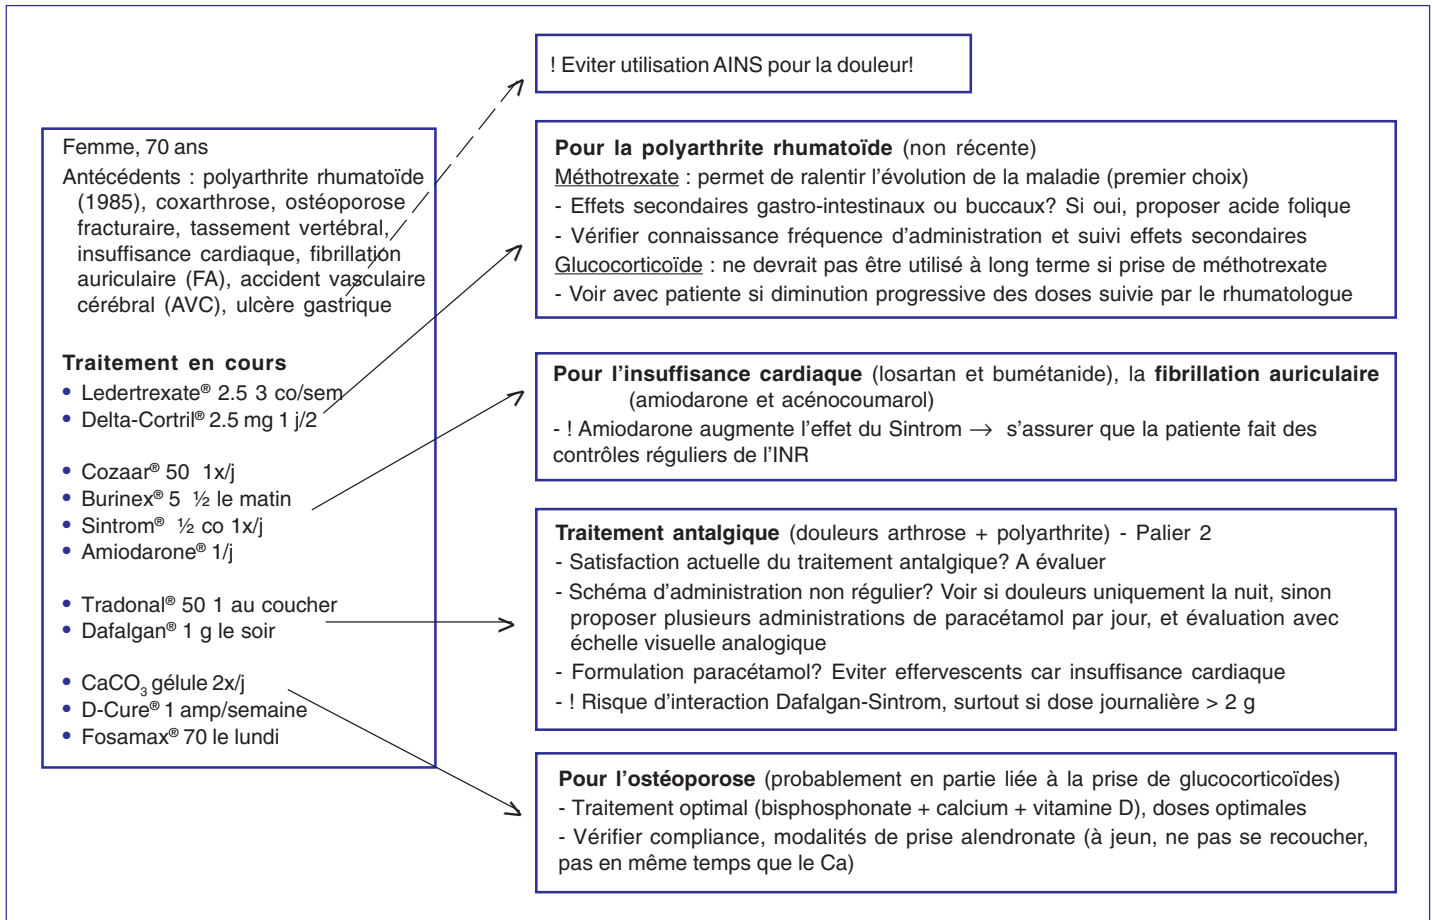 Femme, 70 ans
Antécédents : polyarthrite rhumatoïde
(1985), coxarthrose, ostéoporose
fracturaire, tassement vertébral,
insuffisance cardiaque, fibrillation
auriculaire (FA), accident vasculaire
cérébral (AVC), ulcère gastrique
Traitement en cours
• Ledertrexate® 2.5 3 co/sem
• Delta-Cortril® 2.5 mg 1 j/2
• Cozaar® 50 1x/j
• Burinex® 5 ½ le matin
• Sintrom® ½ co 1x/j
• Amiodarone® 1/j
• Tradonal® 50 1 au coucher
• Dafalgan® 1 g le soir
• CaCO₃ gélule 2x/j
• D-Cure® 1 amp/semaine
• Fosamax® 70 le lundi
! Eviter utilisation AINS pour la douleur!
Pour la polyarthrite rhumatoïde (non récente)
Méthotrexate : permet de ralentir l'évolution de la maladie (premier choix)
- Effets secondaires gastro-intestinaux ou buccaux? Si oui, proposer acide folique
- Vérifier connaissance fréquence d'administration et suivi effets secondaires
Glucocorticoïde : ne devrait pas être utilisé à long terme si prise de méthotrexate
- Voir avec patiente si diminution progressive des doses suivie par le rhumatologue
Pour l'insuffisance cardiaque (losartan et bumétanide), la fibrillation auriculaire
(amiodarone et acénocoumarol)
- ! Amiodarone augmente l'effet du Sintrom → s'assurer que la patiente fait des
contrôles réguliers de l'INR
Traitement antalgique (douleurs arthrose + polyarthrite) - Palier 2
- Satisfaction actuelle du traitement antalgique? A évaluer
- Schéma d'administration non régulier? Voir si douleurs uniquement la nuit, sinon
proposer plusieurs administrations de paracétamol par jour, et évaluation avec
échelle visuelle analogique
- Formulation paracétamol? Eviter effervescents car insuffisance cardiaque
- ! Risque d'interaction Dafalgan-Sintrom, surtout si dose journalière > 2 g
Pour l'ostéoporose (probablement en partie liée à la prise de glucocorticoïdes)
- Traitement optimal (bisphosphonate + calcium + vitamine D), doses optimales
- Vérifier compliance, modalités de prise alendronate (à jeun, ne pas se recoucher,
pas en même temps que le Ca)